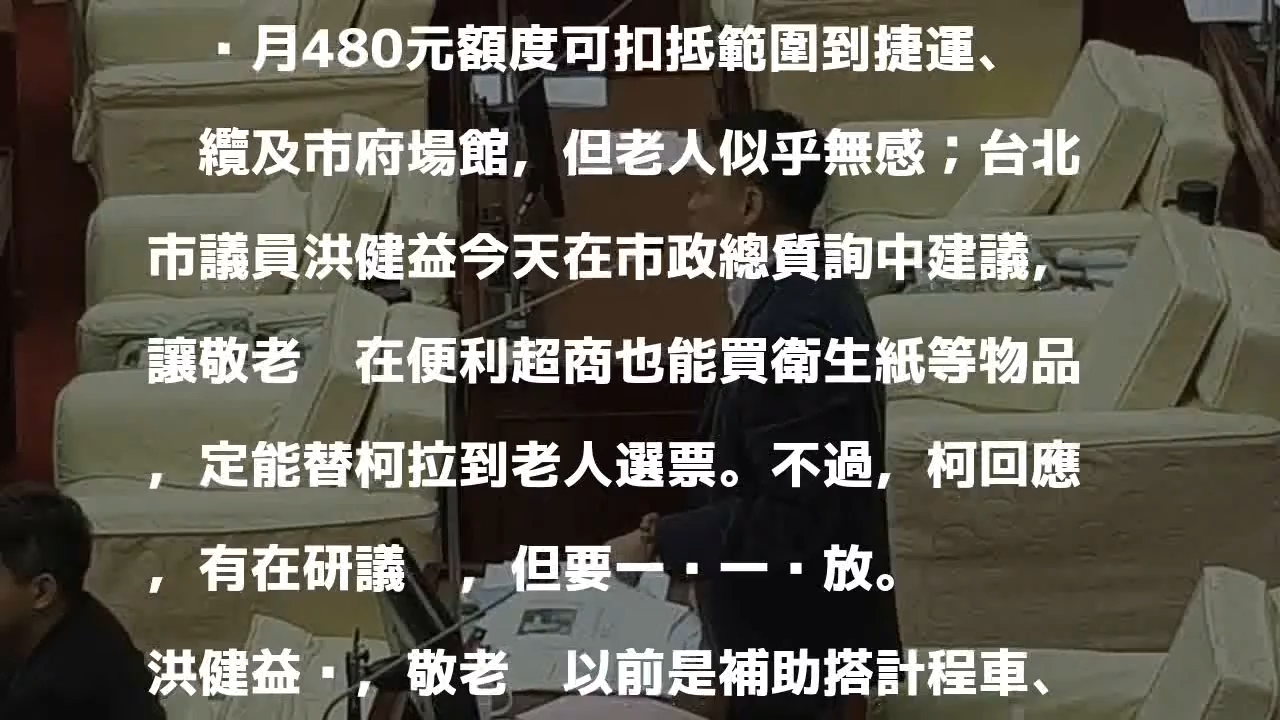 ・月480元額度可扣抵範圍到捷運、
纜及市府場館，但老人似乎無感；台北
市議員洪健益今天在市政總質詢中建議，
讓敬老　在便利超商也能買衛生紙等物品
，定能替柯拉到老人選票。不過，柯回應
，有在研議　，但要一・一・放。
洪健益・，敬老　以前是補助搭計程車、